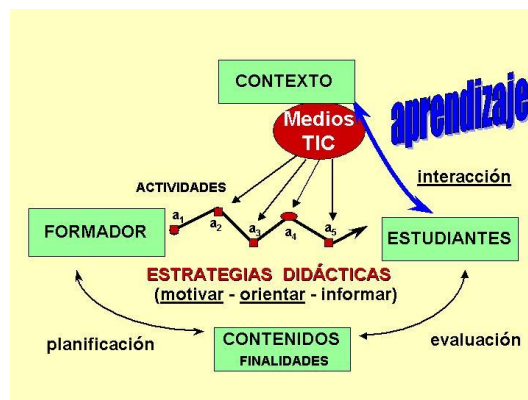 CONTEXTO
aprendizaje
Medios
TIC
interacción
ACTIVIDADES
a1
a2
a3
a4
a5
FORMADOR
ESTUDIANTES
ESTRATEGIAS DIDÁCTICAS
(motivar - orientar - informar)
planificación
CONTENIDOS
FINALIDADES
evaluación